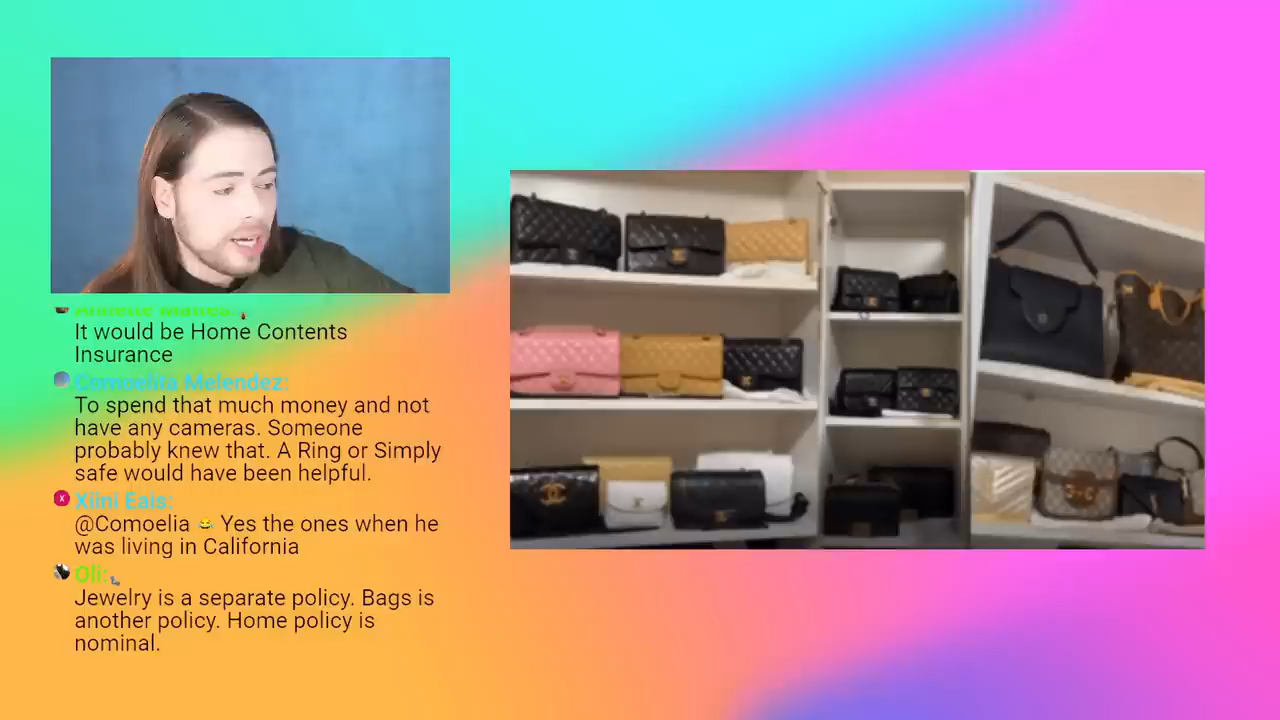 It would be Home Contents
Insurance
Comoelita Melendez:
To spend that much money and not
have any cameras. Someone
probably knew that. A Ring or Simply
safe would have been helpful.
X
Xiini Eais:
@Comoelia 😂 Yes the ones when he
was living in California
Oli:
Jewelry is a separate policy. Bags is
another policy. Home policy is
nominal.